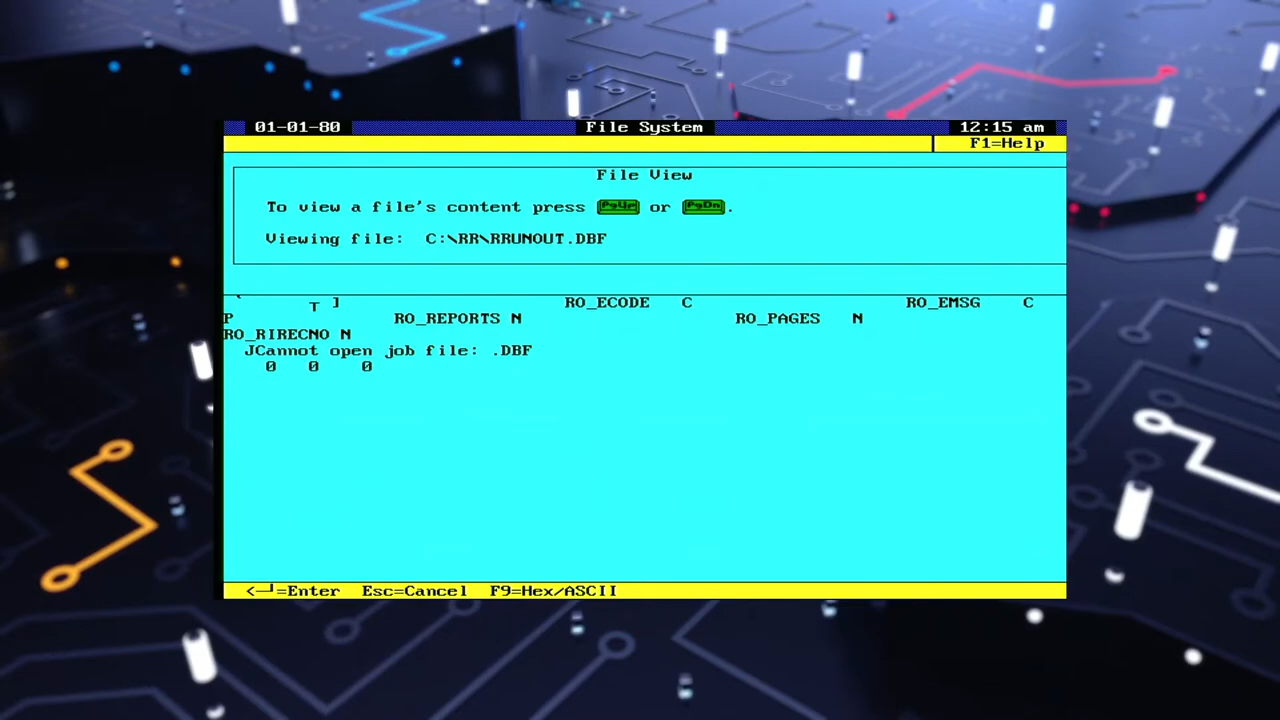 01-01-80 File System 12:15 am
F1=Help
File View
To view a file's content press PgUp or PgDn.
Viewing file: C:\RR\RRUNOUT.DBF
T ] RO_ECODE C RO_EMSG C
P RO_REPORTS N RO_PAGES N
RO_RIRECNO N
JCannot open job file: .DBF
0 0 0
<─┘=Enter Esc=Cancel F9=Hex/ASCII